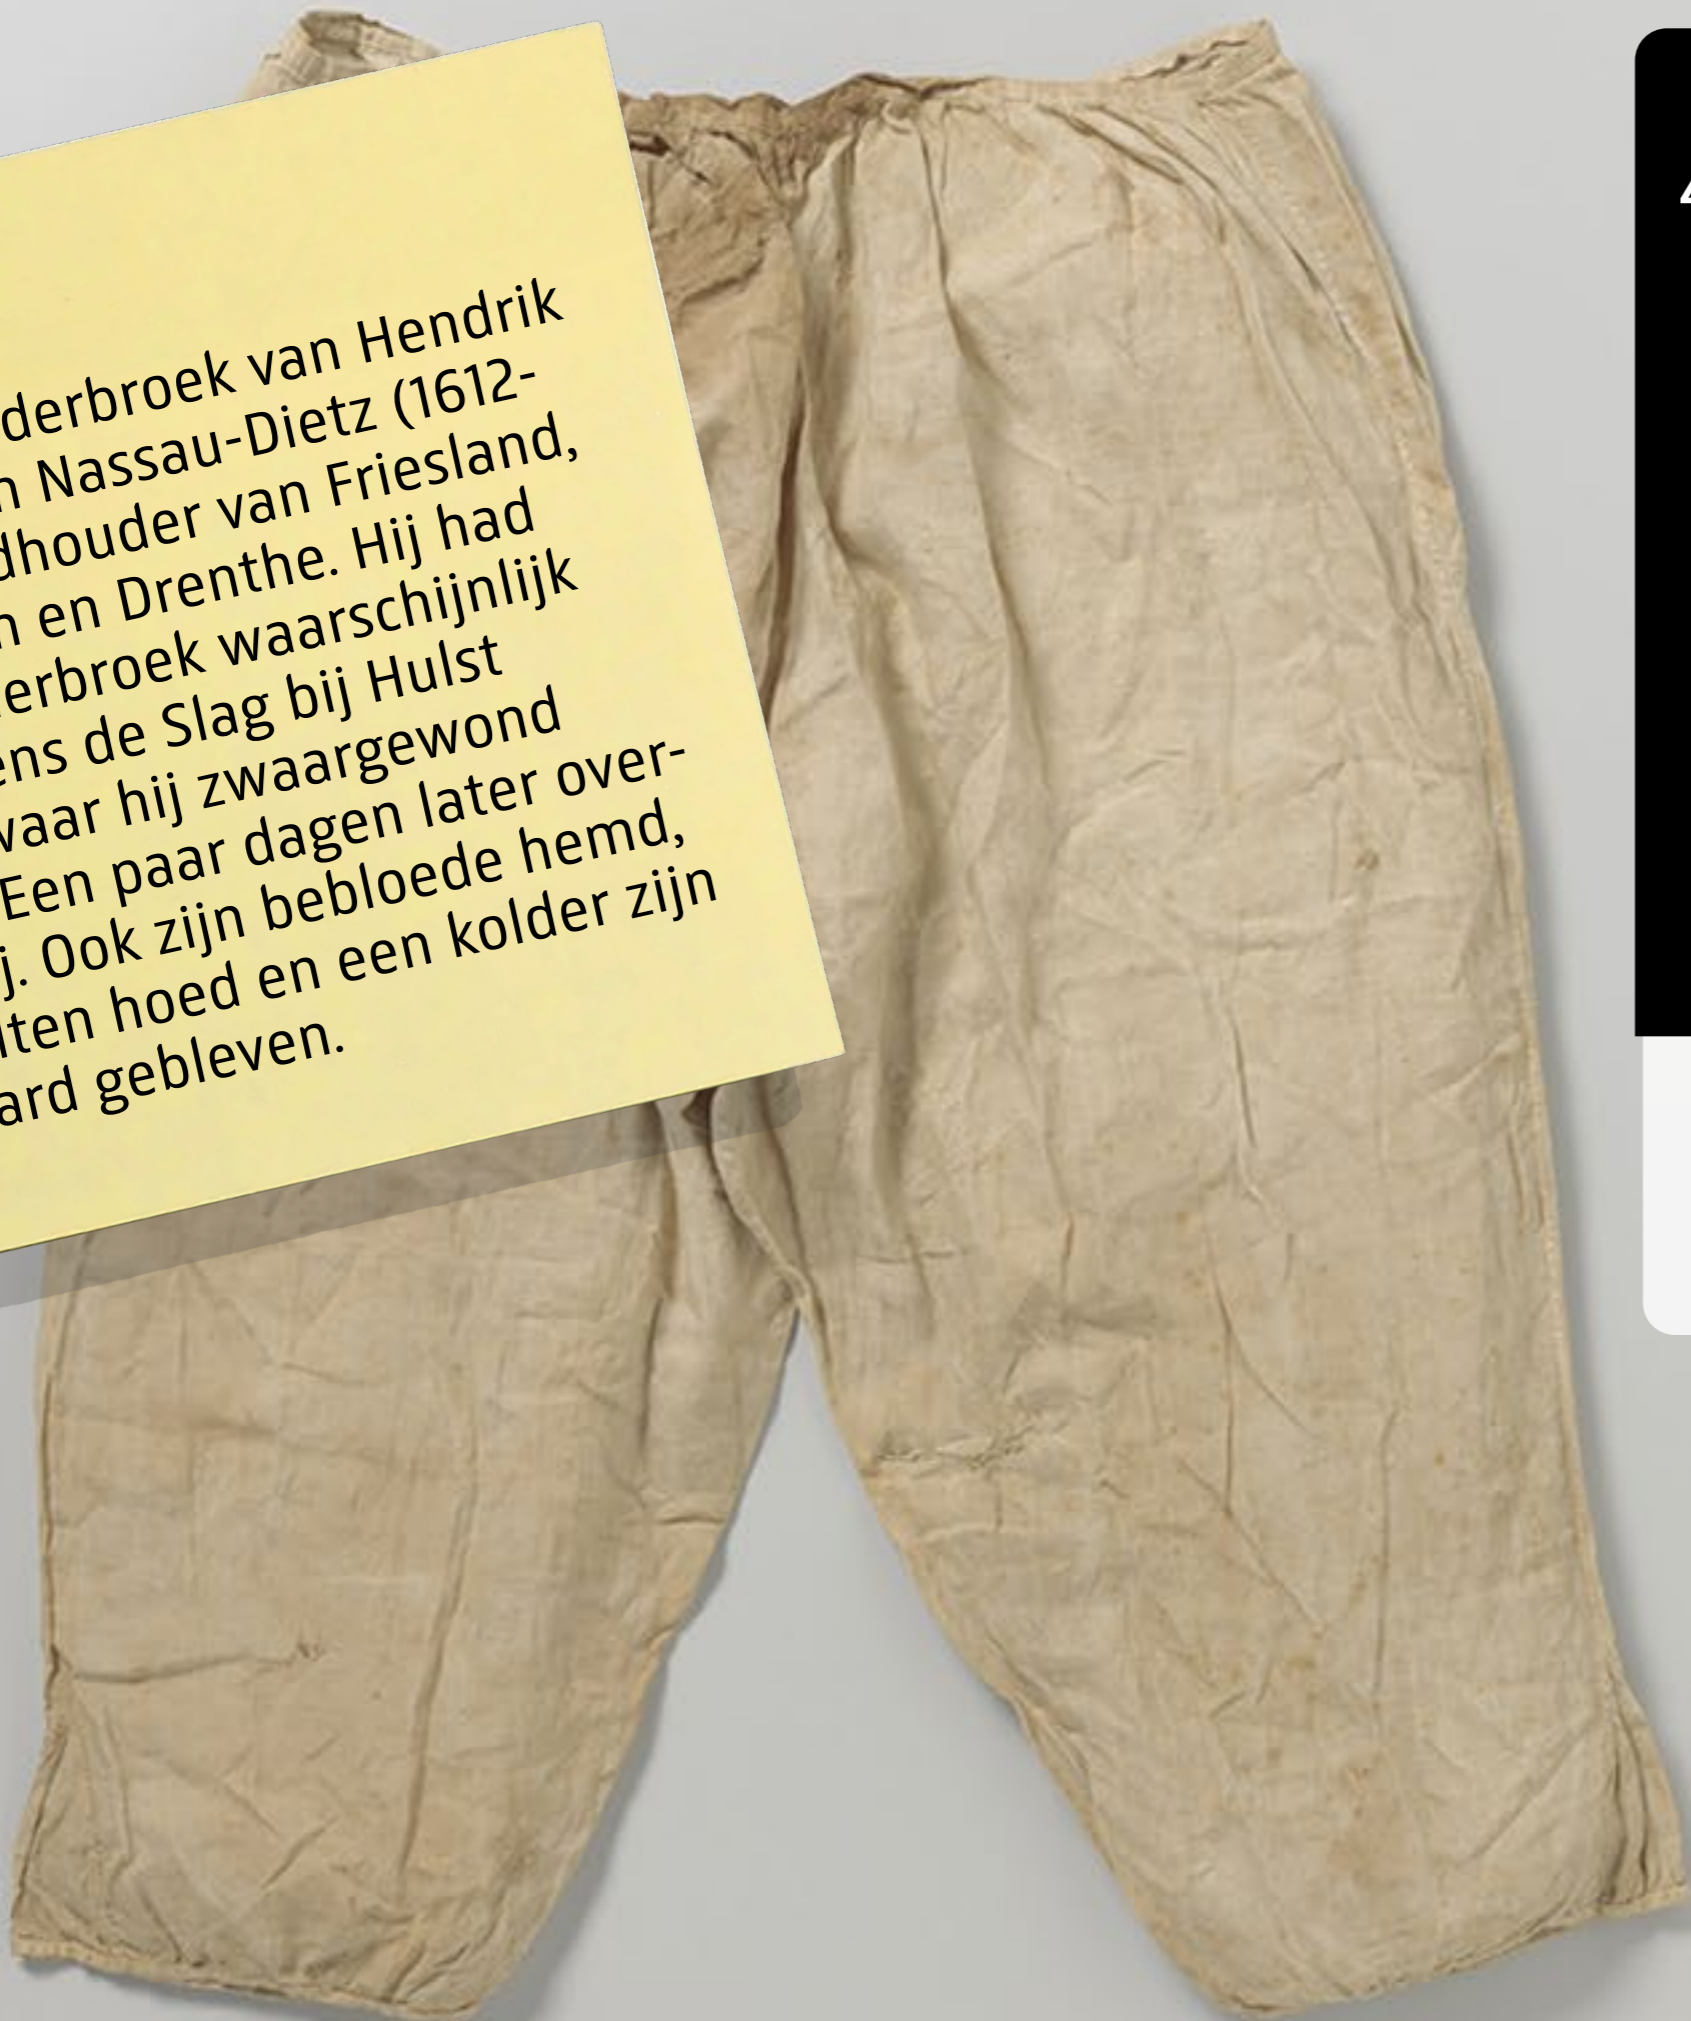 derbroek van Hendrik
n Nassau-Dietz (1612-
dhouder van Friesland,
n en Drenthe. Hij had
erbroek waarschijnlijk
ens de Slag bij Hulst
vaar hij zwaargewond
Een paar dagen later over-
j. Ook zijn bebloede hemd,
lten hoed en een kolder zijn
ard gebleven.